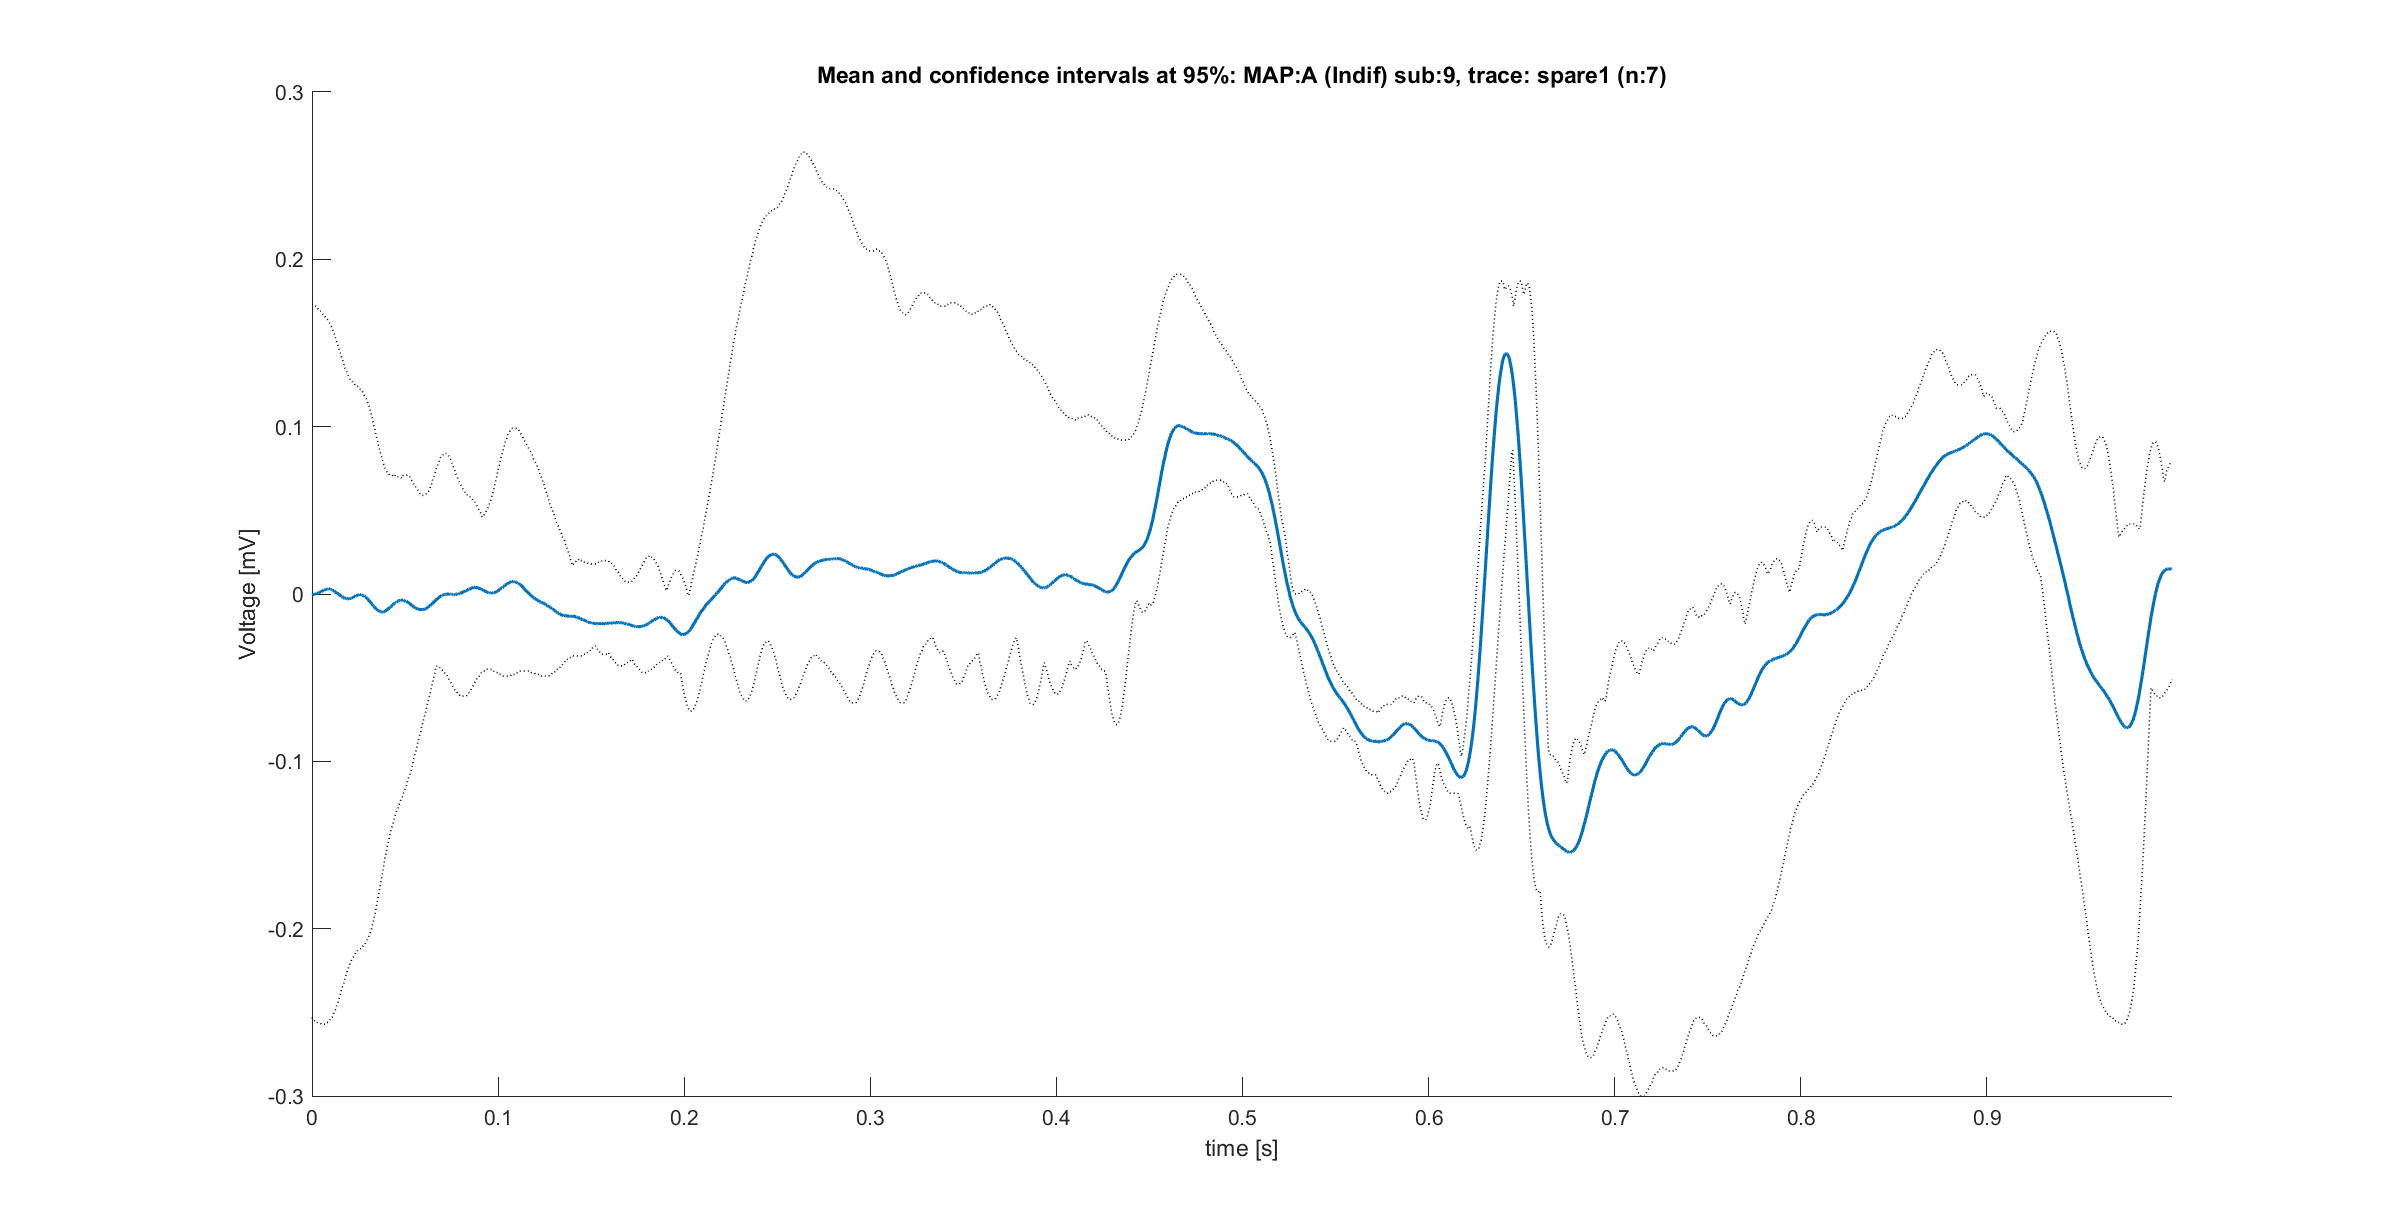 Mean and confidence intervals at 95%: MAP:A (Indif) sub:9, trace: spare1 (n:7)
0.3
0.2
0.1
0
-0.1
-0.2
-0.3
Voltage [mV]
0 0.1 0.2 0.3 0.4 0.5 0.6 0.7 0.8 0.9
time [s]